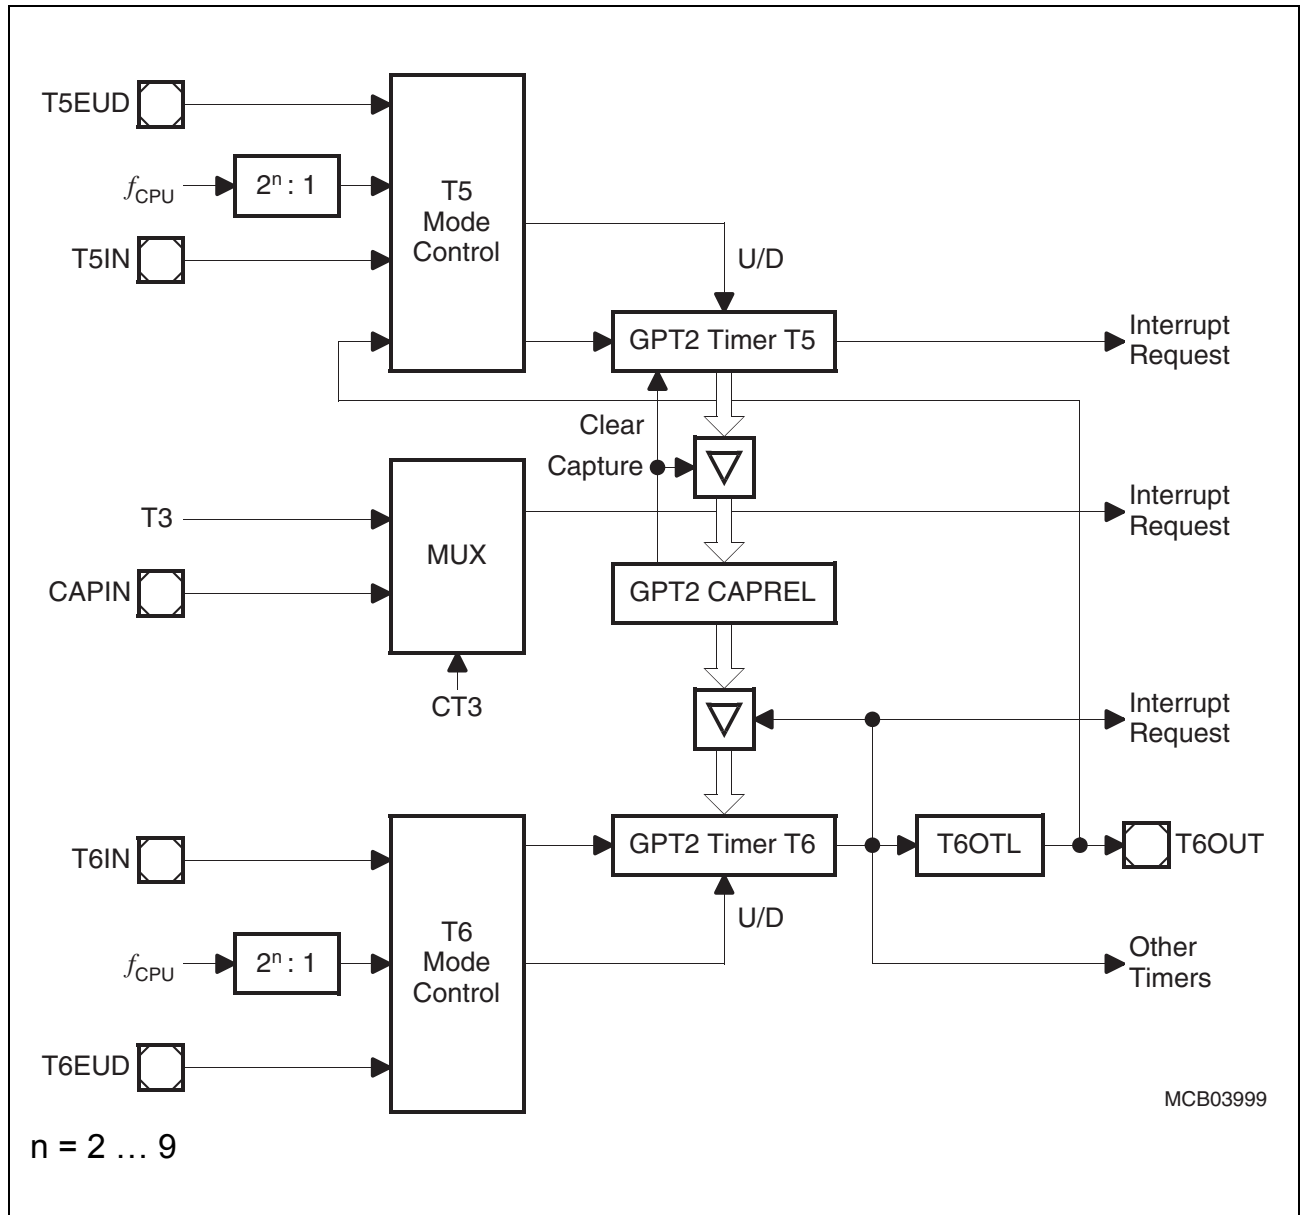 T5EUD
fCPU
2ⁿ : 1
T5IN
T5
Mode
Control
U/D
GPT2 Timer T5
Interrupt
Request
Clear
Capture
T3
CAPIN
MUX
CT3
Interrupt
Request
GPT2 CAPREL
Interrupt
Request
T6IN
fCPU
2ⁿ : 1
T6EUD
T6
Mode
Control
GPT2 Timer T6
U/D
T6OTL
T6OUT
Other
Timers
MCB03999
n = 2 … 9